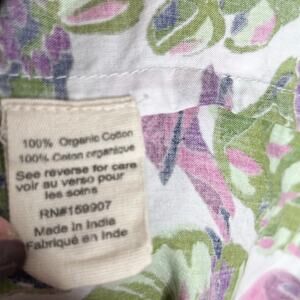 100% Organic Cotton
100% Coton organique
See reverse for care
voir au verso pour
les soins
RN#159907
Made in India
Fabriqué en Inde